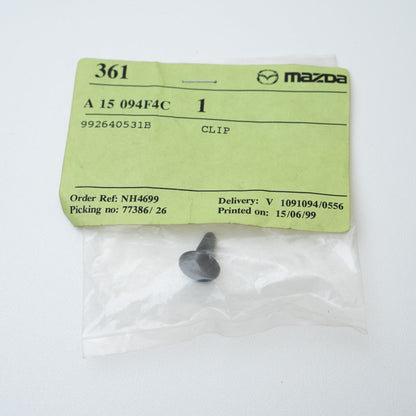 361 mazda
A 15 094F4C 1
992640531B CLIP
Order Ref: NH4699 Delivery: V 1091094/0556
Picking no: 77386/ 26 Printed on: 15/06/99